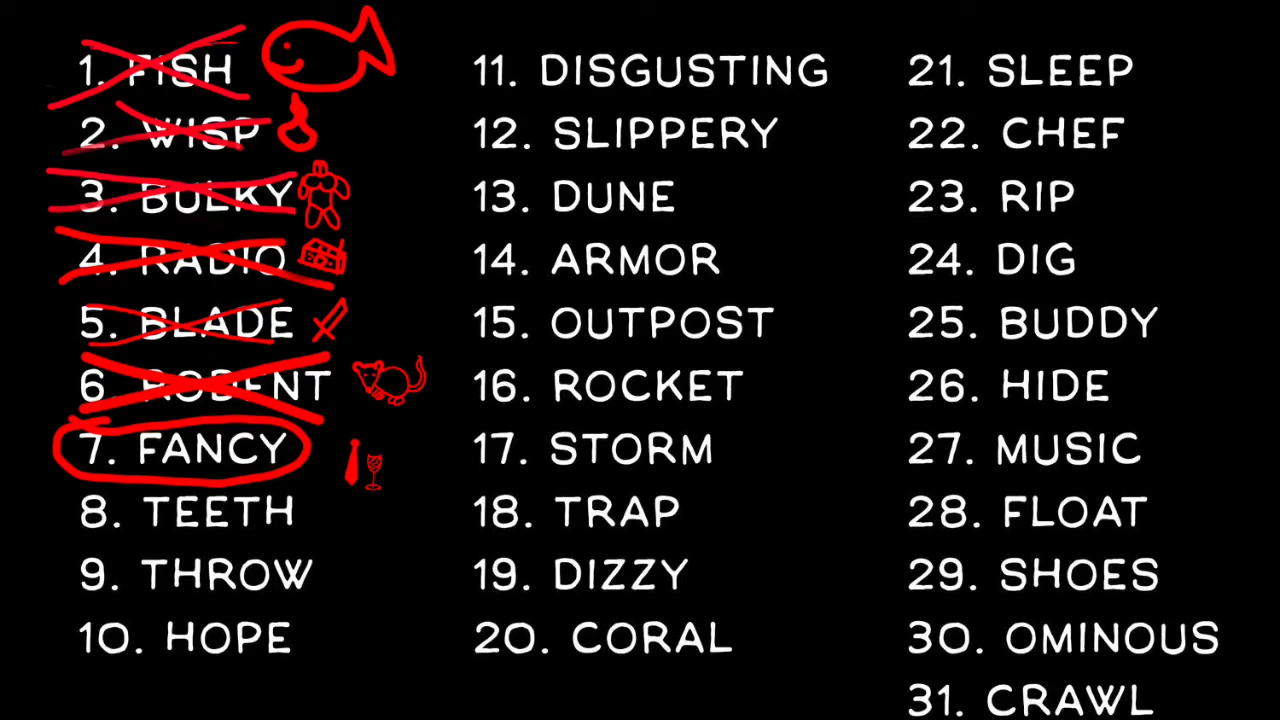 1. FISH
2. WISP
3. BULKY
4. RADIO
5. BLADE
6. RODENT
7. FANCY
8. TEETH
9. THROW
10. HOPE
11. DISGUSTING
12. SLIPPERY
13. DUNE
14. ARMOR
15. OUTPOST
16. ROCKET
17. STORM
18. TRAP
19. DIZZY
20. CORAL
21. SLEEP
22. CHEF
23. RIP
24. DIG
25. BUDDY
26. HIDE
27. MUSIC
28. FLOAT
29. SHOES
30. OMINOUS
31. CRAWL